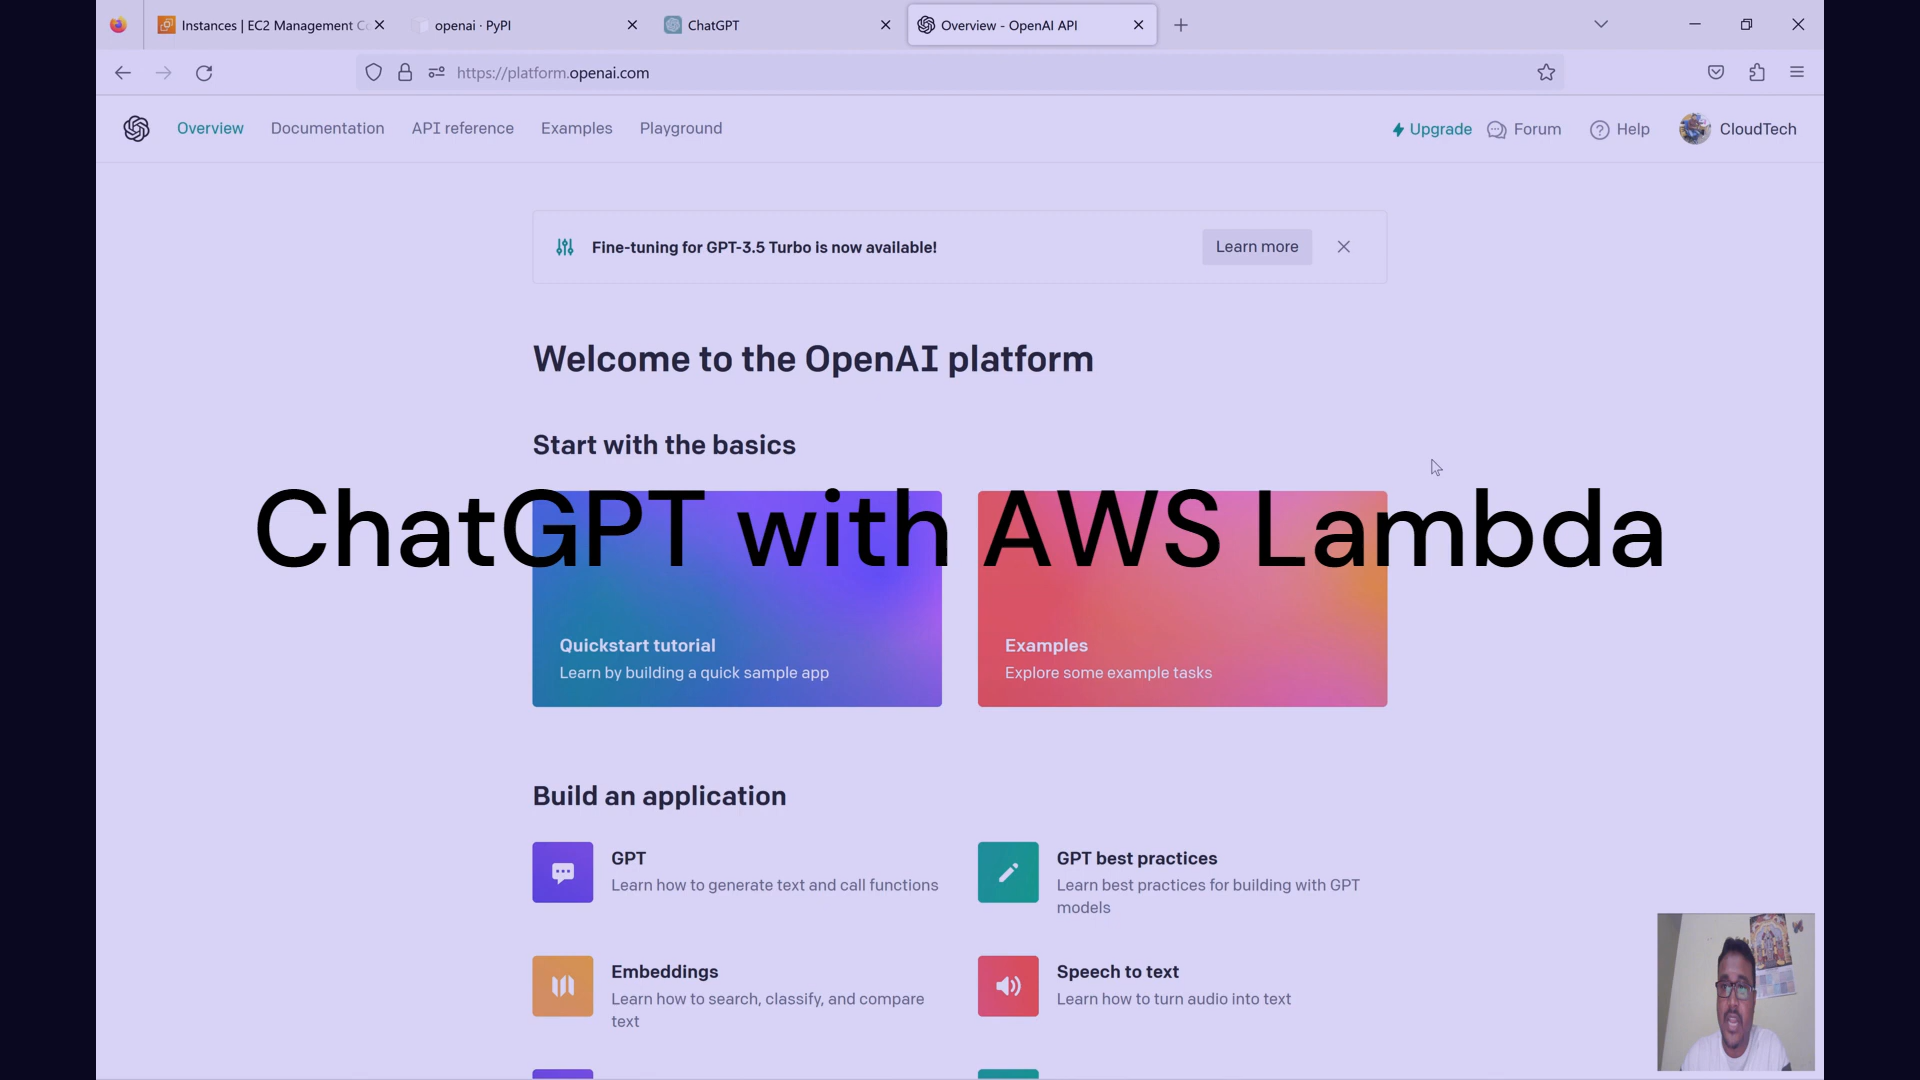 Instances | EC2 Management C
openai · PyPI
ChatGPT
Overview - OpenAI API
https://platform.openai.com
Overview
Documentation
API reference
Examples
Playground
Upgrade
Forum
Help
CloudTech
Fine-tuning for GPT-3.5 Turbo is now available!
Learn more
Welcome to the OpenAI platform
Start with the basics
ChatGPT with AWS Lambda
Quickstart tutorial
Learn by building a quick sample app
Examples
Explore some example tasks
Build an application
GPT
Learn how to generate text and call functions
GPT best practices
Learn best practices for building with GPT
models
Embeddings
Learn how to search, classify, and compare
text
Speech to text
Learn how to turn audio into text